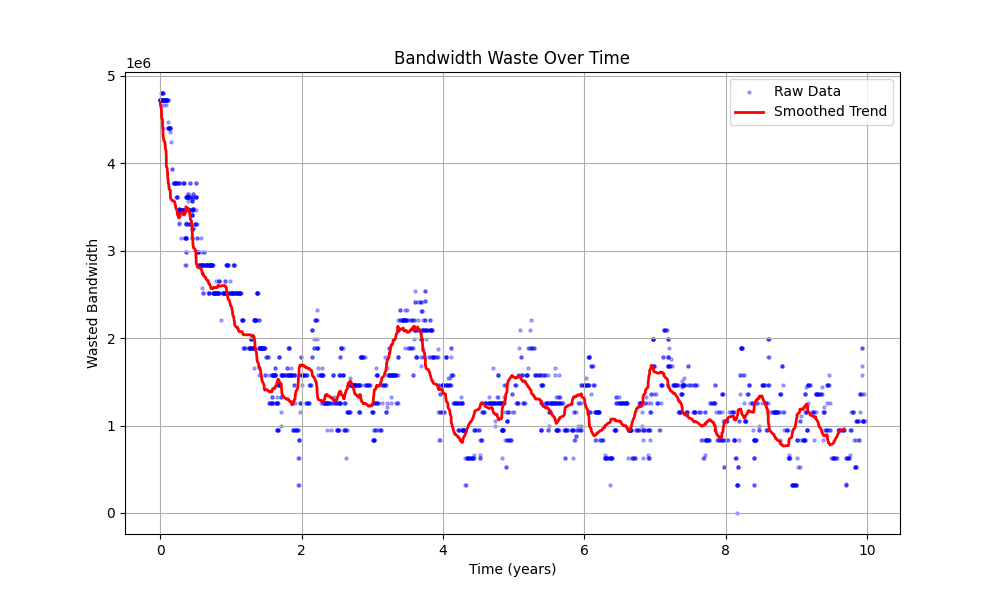 Bandwidth Waste Over Time
1e6
Raw Data
Smoothed Trend
5
4
3
2
1
0
Wasted Bandwidth
0 2 4 6 8 10
Time (years)